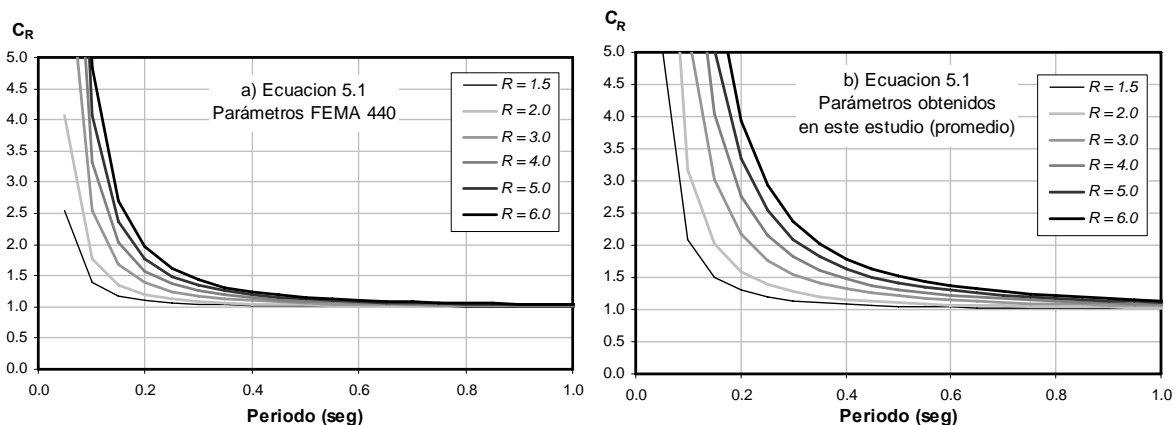 C_R
5.0
4.5
4.0
3.5
3.0
2.5
2.0
1.5
1.0
0.5
0.0
0.0
0.2
0.4
0.6
0.8
1.0
Periodo (seg)
a) Ecuacion 5.1
Parámetros FEMA 440
R = 1.5
R = 2.0
R = 3.0
R = 4.0
R = 5.0
R = 6.0
C_R
5.0
4.5
4.0
3.5
3.0
2.5
2.0
1.5
1.0
0.5
0.0
0.0
0.2
0.4
0.6
0.8
1.0
Periodo (seg)
b) Ecuacion 5.1
Parámetros obtenidos
en este estudio (promedio)
R = 1.5
R = 2.0
R = 3.0
R = 4.0
R = 5.0
R = 6.0